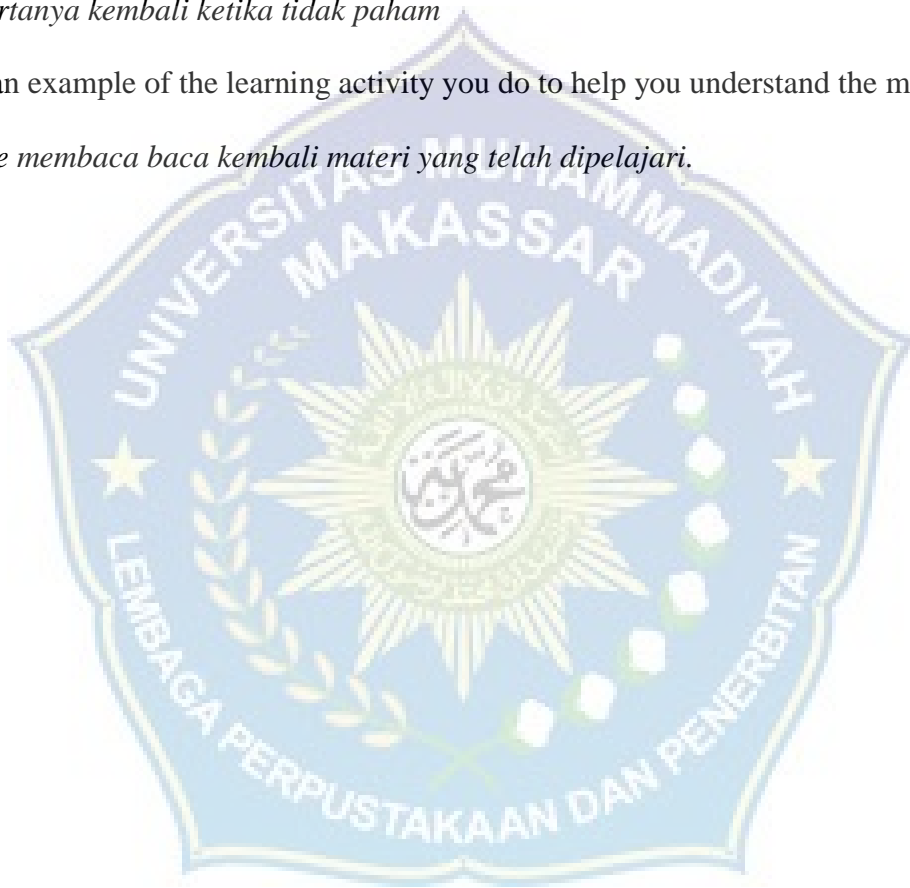 rtanya kembali ketika tidak paham
an example of the learning activity you do to help you understand the m
e membaca baca kembali materi yang telah dipelajari.
UNIVERSITAS MUHAMMADIYAH
MAKASSAR
LEMBAGA PERPUSTAKAAN DAN PENERBITAN